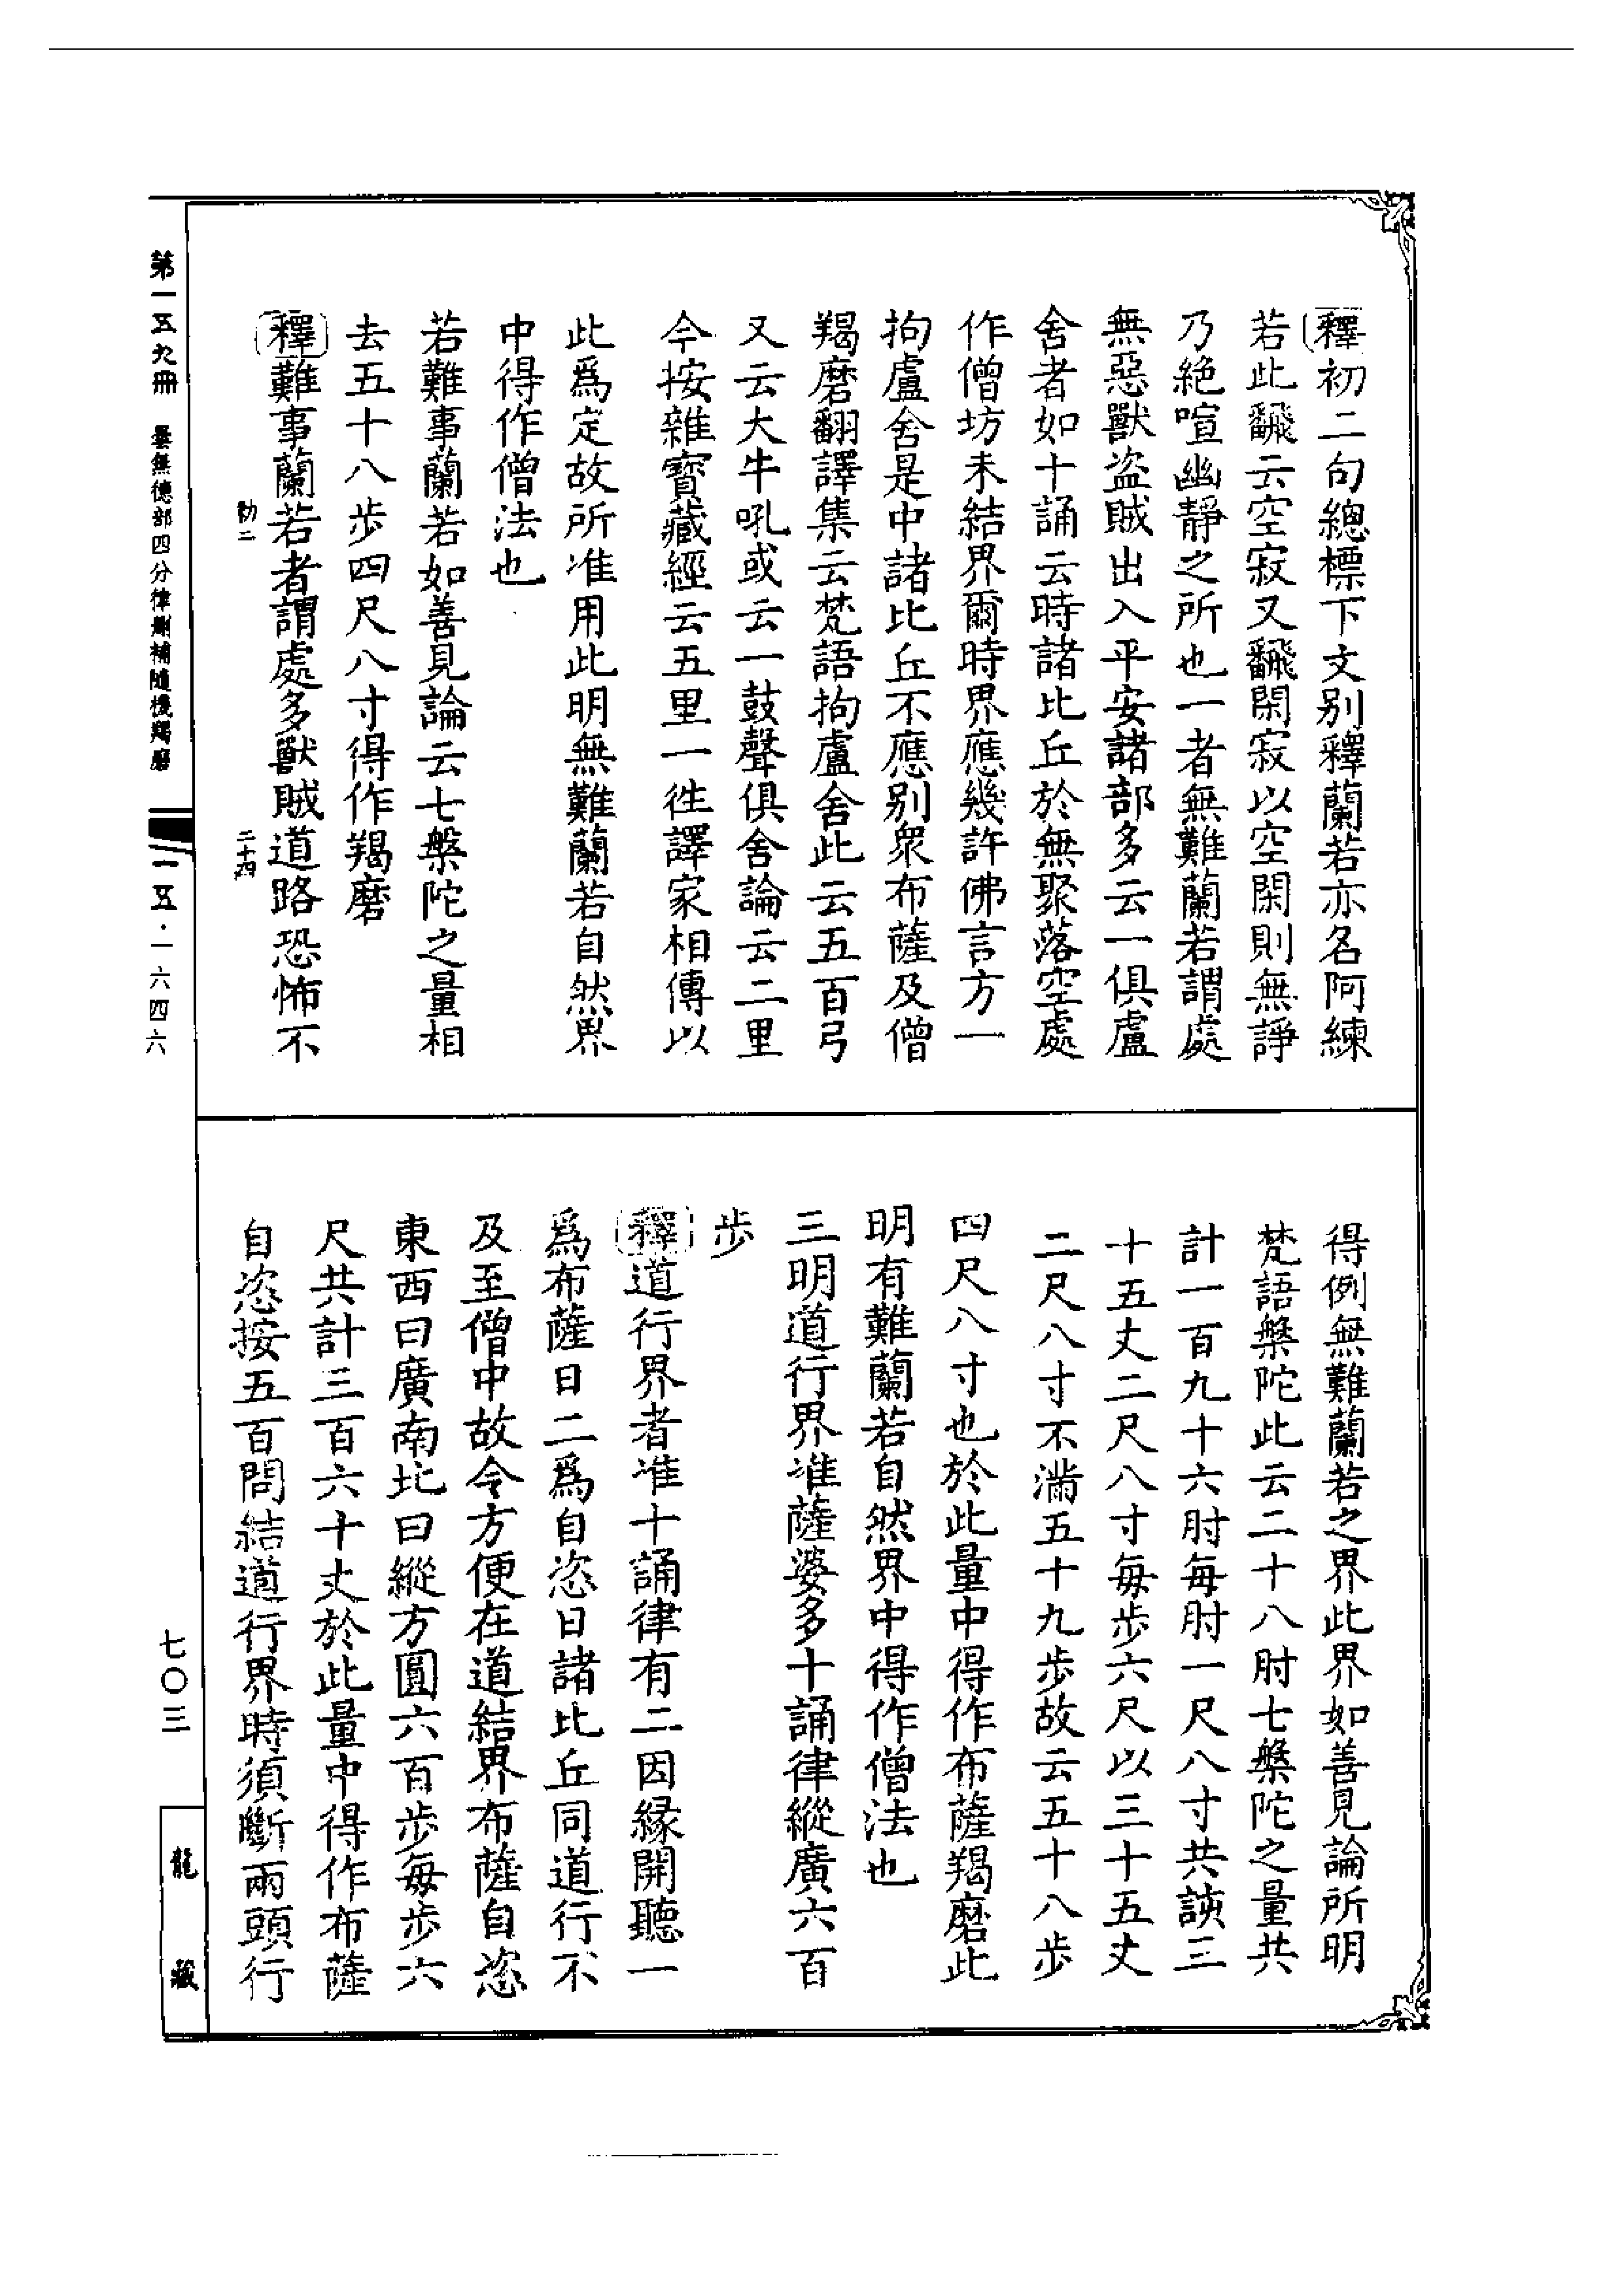 釋初二句總標下文别釋蘭若亦名阿練
若此飜云空寂又飜閑寂以空閑則無諍
乃絶喧幽靜之所也一者無難蘭若謂處
無惡獸盜賊出入平安諸部多云一俱盧
舍者如十誦云時諸比丘於無聚落空處
作僧坊未結界爾時界應幾許佛言方一
拘盧舍是中諸比丘不應别衆布薩及僧
羯磨翻譯集云梵語拘盧舍此云五百弓
又云大牛吼或云一鼓聲俱舍論云二里
今按雜寳藏經云五里一徃譯家相傳以
此爲定故所准用此明無難蘭若自然界
中得作僧法也
若難事蘭若如善見論云七槃陀之量相
去五十八步四尺八寸得作羯磨
釋難事蘭若者謂處多獸賊道路恐怖不
勒二
二十四
得例無難蘭若之界此界如善見論所明
梵語槃陀此云二十八肘七槃陀之量共
計一百九十六肘每肘一尺八寸共該三
十五丈二尺八寸每步六尺以三十五丈
二尺八寸不滿五十九步故云五十八步
四尺八寸也於此量中得作布薩羯磨此
明有難蘭若自然界中得作僧法也
三明道行界准薩婆多十誦律縱廣六百
步
釋道行界者准十誦律有二因緣開聽一
爲布薩日二爲自恣日諸比丘同道行不
及至僧中故令方便在道結界布薩自恣
東西曰廣南北曰縱方圓六百步每步六
尺共計三百六十丈於此量中得作布薩
自恣按五百問結道行界時須斷兩頭行
第一五九冊
曇無德部四分律刪補隨機羯磨
一五·一六四六
七〇三
龍藏